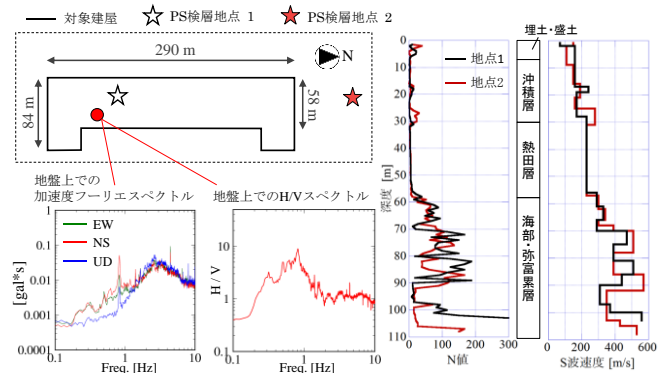 対象建屋 PS検層地点 1 PS検層地点 2
290 m
N
84 m
58 m
地盤上での
加速度フーリエスペクトル
地盤上でのH/Vスペクトル
EW
NS
UD
[gal*s]
1
0.1
0.01
0.001
0.0001
0.1 1 10
Freq. [Hz]
H / V
100
10
1
0.1
0.1 1 10
Freq. [Hz]
深度 [m]
0
10
20
30
40
50
60
70
80
90
100
110
地点1
地点2
0 100 200 300
N値
埋土・盛土
沖積層
熱田層
海部・弥富累層
0 200 400 600
S波速度 [m/s]